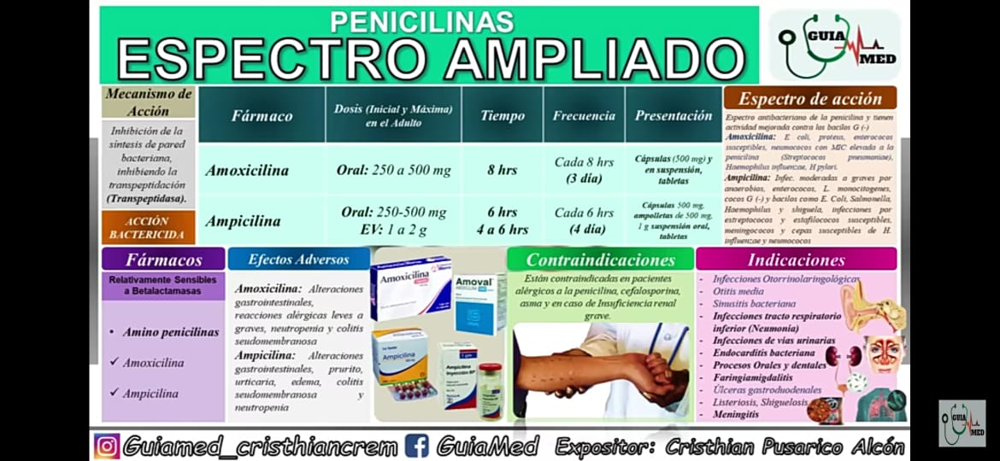 PENICILINAS
ESPECTRO AMPLIADO
GUIA
MED
Mecanismo de
Acción
Inhibición de la
síntesis de pared
bacteriana,
inhibiendo la
transpeptidación
(Transpeptidasa).
ACCIÓN
BACTERICIDA
Fármaco
Dosis (Inicial y Máxima)
en el Adulto
Tiempo
Frecuencia
Presentación
Amoxicilina
Oral: 250 a 500 mg
8 hrs
Cada 8 hrs
(3 día)
Cápsulas (500 mg) y
en suspensión,
tabletas
Ampicilina
Oral: 250-500 mg
EV: 1 a 2 g
6 hrs
4 a 6 hrs
Cada 6 hrs
(4 día)
Cápsulas 500 mg,
ampolletas de 500 mg,
1 g suspensión oral,
tabletas
Espectro de acción
Espectro antibacteriano de la penicilina y tienen
actividad mejorada contra los bacilos G (-)
Amoxicilina: E coli, proteus, enterococos
susceptibles, neumococos con MIC elevada a la
penicilina (Streptococos pneumoniae),
Haemophilus influenzae, H pylori.
Ampicilina: Infec. moderadas a graves por
anaerobios, enterococos, L. monocitogenes,
cocos G (-) y bacilos como E. Coli, Salmonella,
Haemophilus y shiguela, infecciones por
estreptococos y estafilococos susceptibles,
meningococos y cepas susceptibles de H.
influenzae y neumococos
Fármacos
Relativamente Sensibles
a Betalactamasas
• Amino penicilinas
✓ Amoxicilina
✓ Ampicilina
Efectos Adversos
Amoxicilina: Alteraciones
gastrointestinales,
reacciones alérgicas leves a
graves, neutropenia y colitis
seudomembranosa
Ampicilina: Alteraciones
gastrointestinales, prurito,
urticaria, edema, colitis
seudomembranosa y
neutropenia
Amoxicilina
Amoval
Ampicilina
Ampicilina
Contraindicaciones
Están contraindicadas en pacientes
alérgicos a la penicilina, cefalosporina,
asma y en caso de Insuficiencia renal
grave.
Indicaciones
- Infecciones Otorrinolaringológicas
- Otitis media
- Sinusitis bacteriana
- Infecciones tracto respiratorio
inferior (Neumonía)
- Infecciones de vías urinarias
- Endocarditis bacteriana
- Procesos Orales y dentales
- Faringiamigdalitis
- Úlceras gastroduodenales
- Listeriosis, Shiguelosis
- Meningitis
GUIA
MED
Guiamed_cristhiancrem GuiaMed Expositor: Cristhian Pusarico Alcón